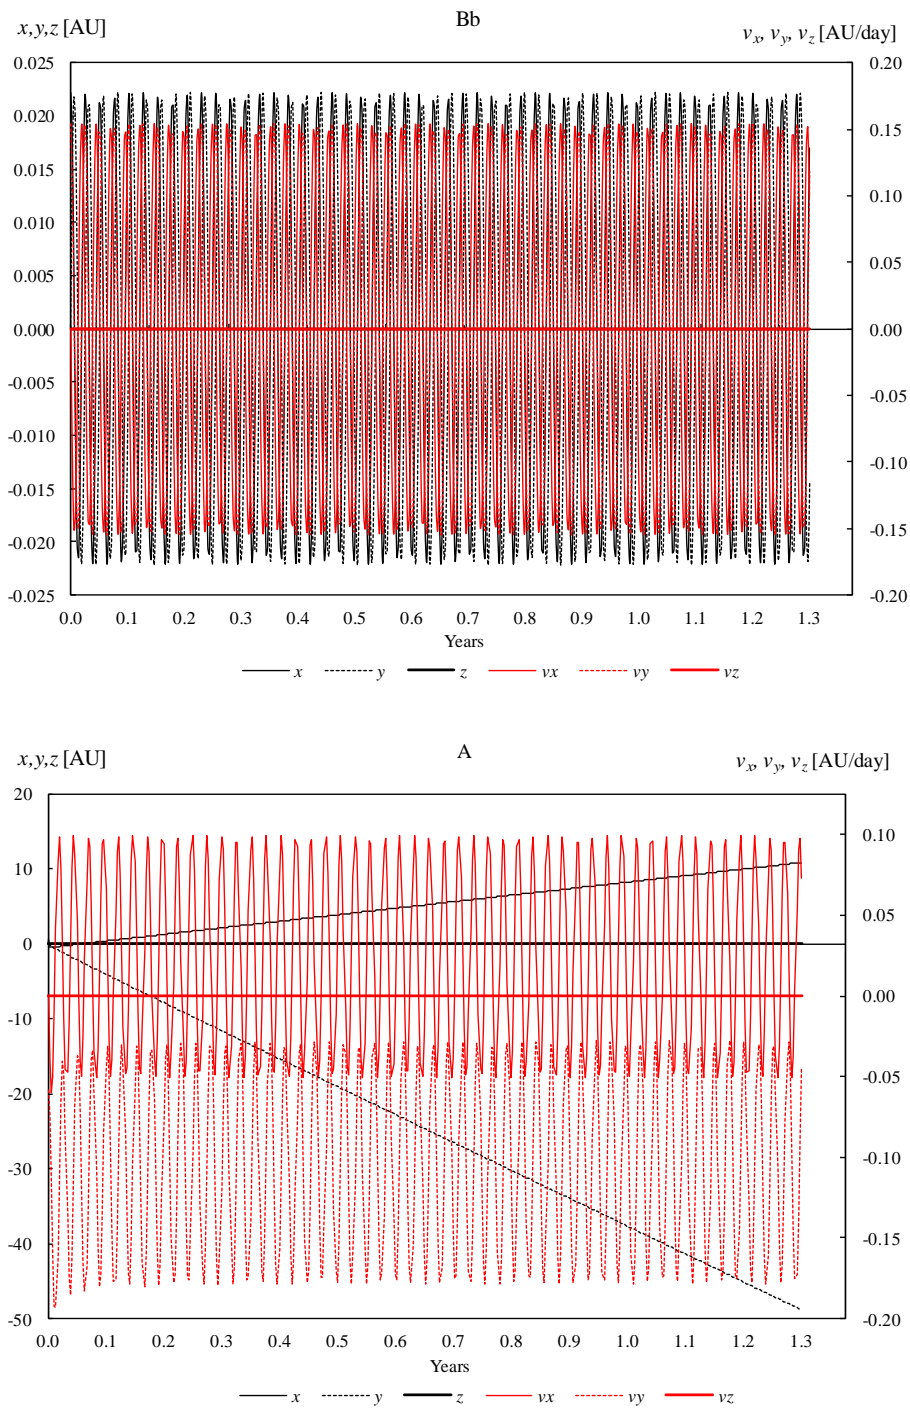 Bb
x,y,z [AU]
vx, vy, vz [AU/day]
0.025 0.20
0.020 0.15
0.015 0.10
0.010 0.05
0.005
0.000 0.00
-0.005 -0.05
-0.010 -0.10
-0.015 -0.15
-0.020
-0.025 -0.20
0.0 0.1 0.2 0.3 0.4 0.5 0.6 0.7 0.8 0.9 1.0 1.1 1.2 1.3
Years
x y z vx vy vz
A
x,y,z [AU]
vx, vy, vz [AU/day]
20
0.10
10
0.05
0
0.00
-10
-0.05
-20
-0.10
-30
-0.15
-40
-50 -0.20
0.0 0.1 0.2 0.3 0.4 0.5 0.6 0.7 0.8 0.9 1.0 1.1 1.2 1.3
Years
x y z vx vy vz